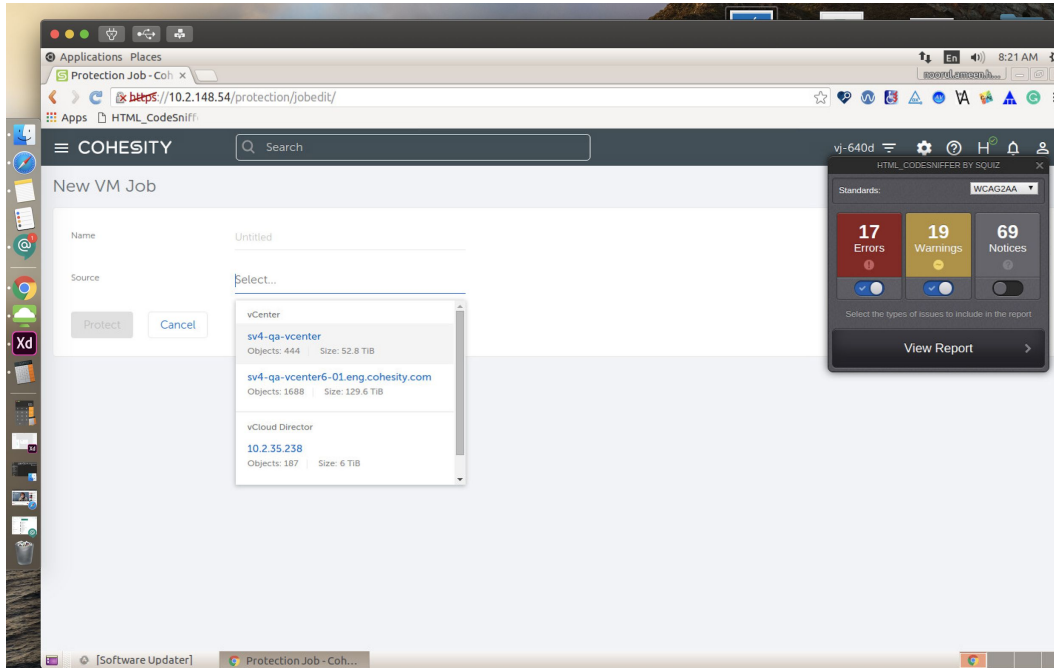 Applications Places
En
8:21 AM
Protection Job - Coh ×
https://10.2.148.54/protection/jobedit/
Apps
HTML_CodeSniff
COHESITY
Search
vj-640d
H
New VM Job
HTML_CODESNIFFER BY SQUIZ
Standards:
WCAG2AA
17
Errors
19
Warnings
69
Notices
Select the types of issues to include in the report
View Report
Name
Untitled
Source
Select...
Protect
Cancel
vCenter
sv4-qa-vcenter
Objects: 444 | Size: 52.8 TiB
sv4-qa-vcenter6-01.eng.cohesity.com
Objects: 1688 | Size: 129.6 TiB
vCloud Director
10.2.35.238
Objects: 187 | Size: 6 TiB
Xd
[Software Updater]
Protection Job - Coh...